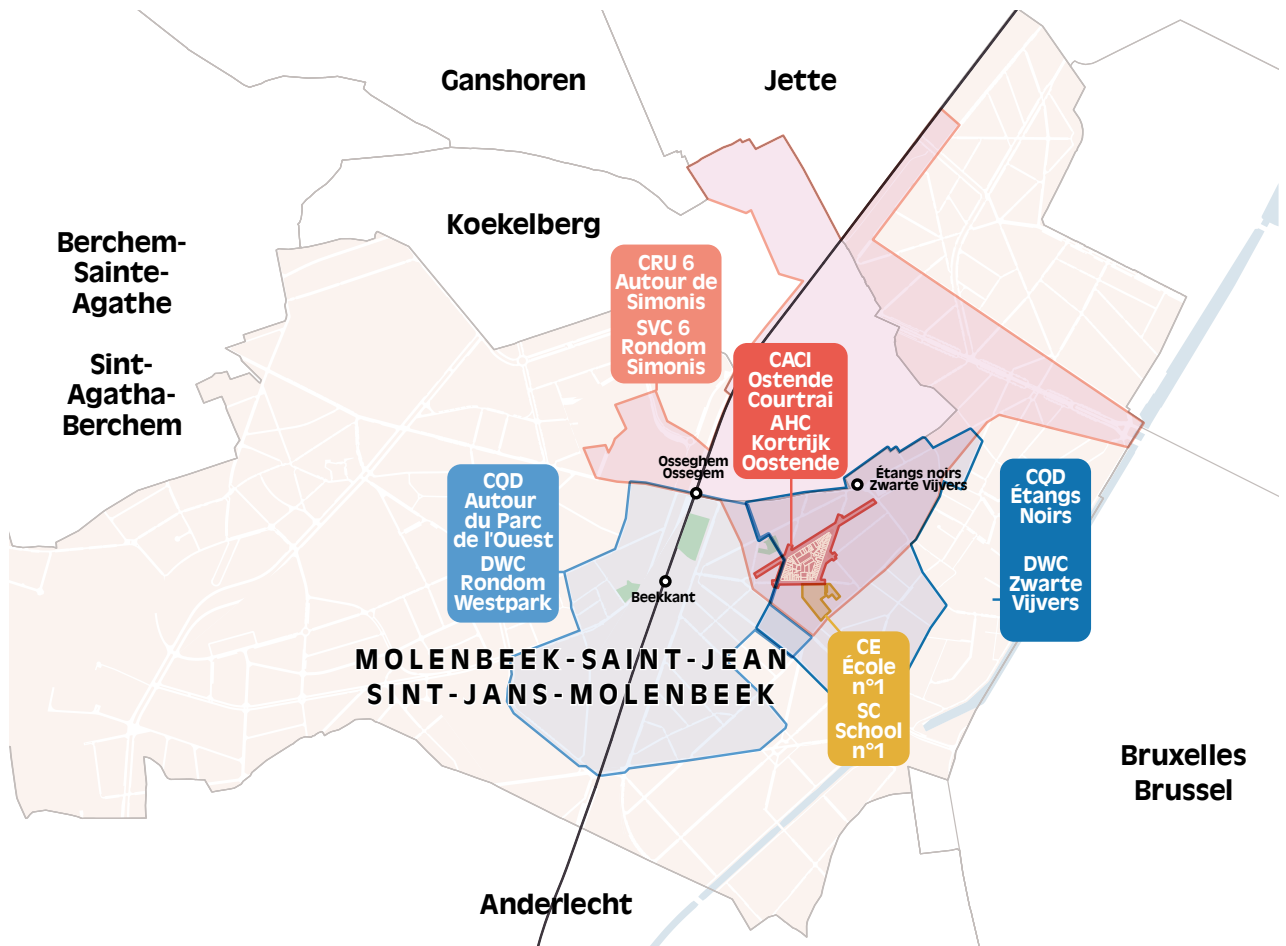 Ganshoren
Jette
Koekelberg
Berchem-
Sainte-
Agathe
Sint-
Agatha-
Berchem
CRU 6
Autour de
Simonis
SVC 6
Rondom
Simonis
CACI
Ostende
Courtrai
AHC
Kortrijk
Oostende
Osseghem
Ossegem
Étangs noirs
Zwarte Vijvers
CQD
Autour
du Parc
de l'Ouest
DWC
Rondom
Westpark
CQD
Étangs
Noirs
DWC
Zwarte
Vijvers
Beekkant
MOLENBEEK-SAINT-JEAN
SINT-JANS-MOLENBEEK
CE
École
n°1
SC
School
n°1
Bruxelles
Brussel
Anderlecht